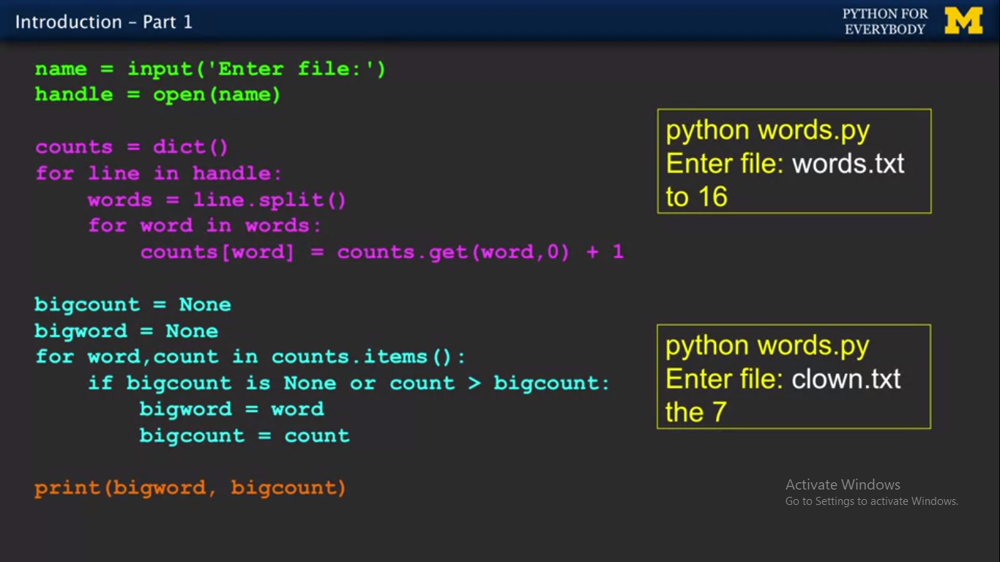 Introduction – Part 1
PYTHON FOR
EVERYBODY
M
name = input('Enter file:')
handle = open(name)
counts = dict()
for line in handle:
    words = line.split()
    for word in words:
        counts[word] = counts.get(word,0) + 1
bigcount = None
bigword = None
for word,count in counts.items():
    if bigcount is None or count > bigcount:
        bigword = word
        bigcount = count
print(bigword, bigcount)
python words.py
Enter file: words.txt
to 16
python words.py
Enter file: clown.txt
the 7
Activate Windows
Go to Settings to activate Windows.